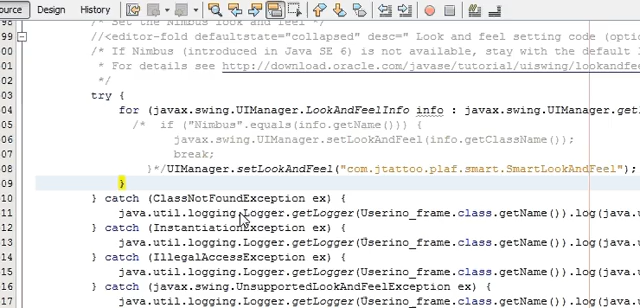 ource Design History
/* Set the Nimbus look and feel */
99 //<editor-fold defaultstate="collapsed" desc=" Look and feel setting code (option
00 /* If Nimbus (introduced in Java SE 6) is not available, stay with the default l
01 * For details see http://download.oracle.com/javase/tutorial/uiswing/lookandfee
02 */
03 try {
04 for (javax.swing.UIManager.LookAndFeelInfo info : javax.swing.UIManager.get
05 /* if ("Nimbus".equals(info.getName())) {
06 javax.swing.UIManager.setLookAndFeel(info.getClassName());
07 break;
08 }*/UIManager.setLookAndFeel("com.jtattoo.plaf.smart.SmartLookAndFeel");
09 }
10 } catch (ClassNotFoundException ex) {
11 java.util.logging.Logger.getLogger(Userino_frame.class.getName()).log(java.u
12 } catch (InstantiationException ex) {
13 java.util.logging.Logger.getLogger(Userino_frame.class.getName()).log(java.u
14 } catch (IllegalAccessException ex) {
15 java.util.logging.Logger.getLogger(Userino_frame.class.getName()).log(java.u
16 } catch (javax.swing.UnsupportedLookAndFeelException ex) {
17 java.util.logging.Logger.getLogger(Userino_frame.class.getName()).log(java.u